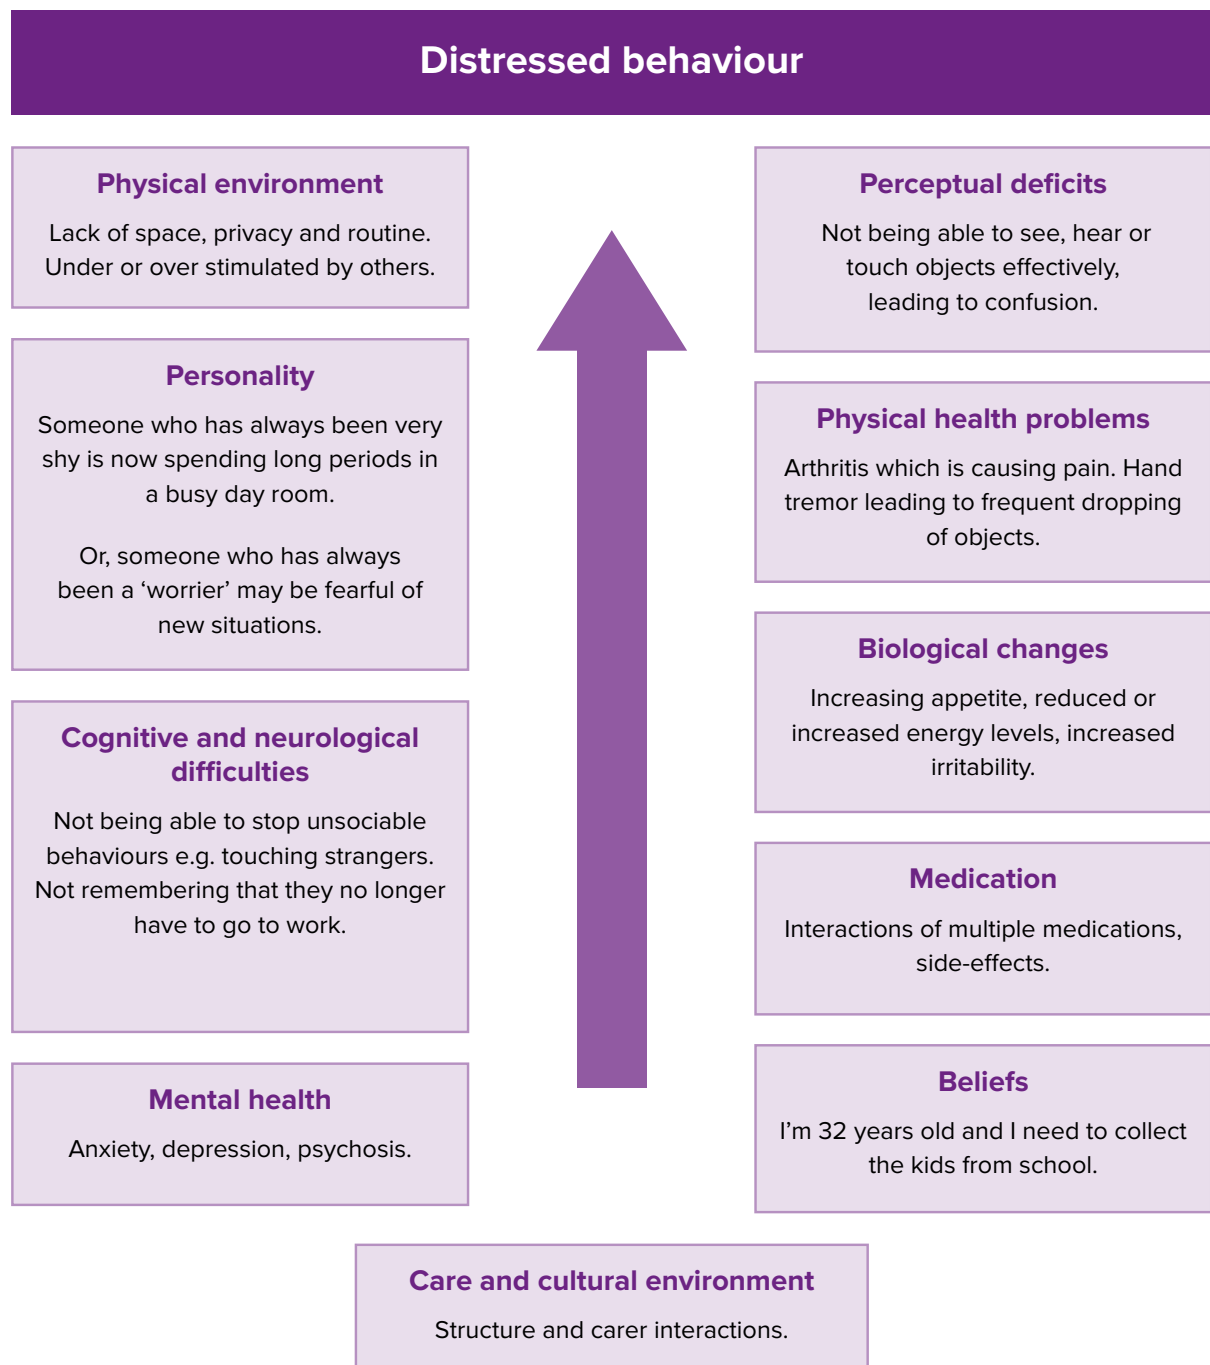 Distressed behaviour
Physical environment
Lack of space, privacy and routine.
Under or over stimulated by others.
Personality
Someone who has always been very
shy is now spending long periods in
a busy day room.
Or, someone who has always
been a ‘worrier’ may be fearful of
new situations.
Cognitive and neurological
difficulties
Not being able to stop unsociable
behaviours e.g. touching strangers.
Not remembering that they no longer
have to go to work.
Mental health
Anxiety, depression, psychosis.
Perceptual deficits
Not being able to see, hear or
touch objects effectively,
leading to confusion.
Physical health problems
Arthritis which is causing pain. Hand
tremor leading to frequent dropping
of objects.
Biological changes
Increasing appetite, reduced or
increased energy levels, increased
irritability.
Medication
Interactions of multiple medications,
side-effects.
Beliefs
I’m 32 years old and I need to collect
the kids from school.
Care and cultural environment
Structure and carer interactions.